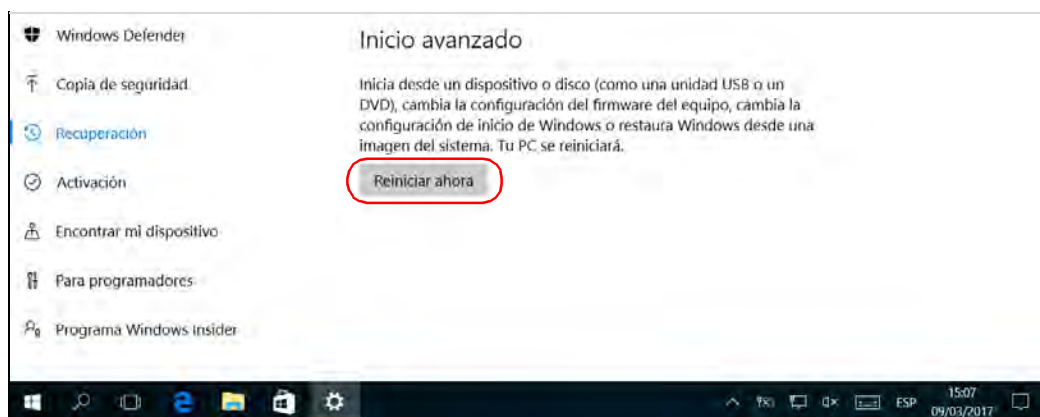 Windows Defender
Copia de seguridad
Recuperación
Activación
Encontrar mi dispositivo
Para programadores
Programa Windows Insider
Inicio avanzado
Inicia desde un dispositivo o disco (como una unidad USB o un
DVD), cambia la configuración del firmware del equipo, cambia la
configuración de inicio de Windows o restaura Windows desde una
imagen del sistema. Tu PC se reiniciará.
Reiniciar ahora
ESP
15:07
09/03/2017